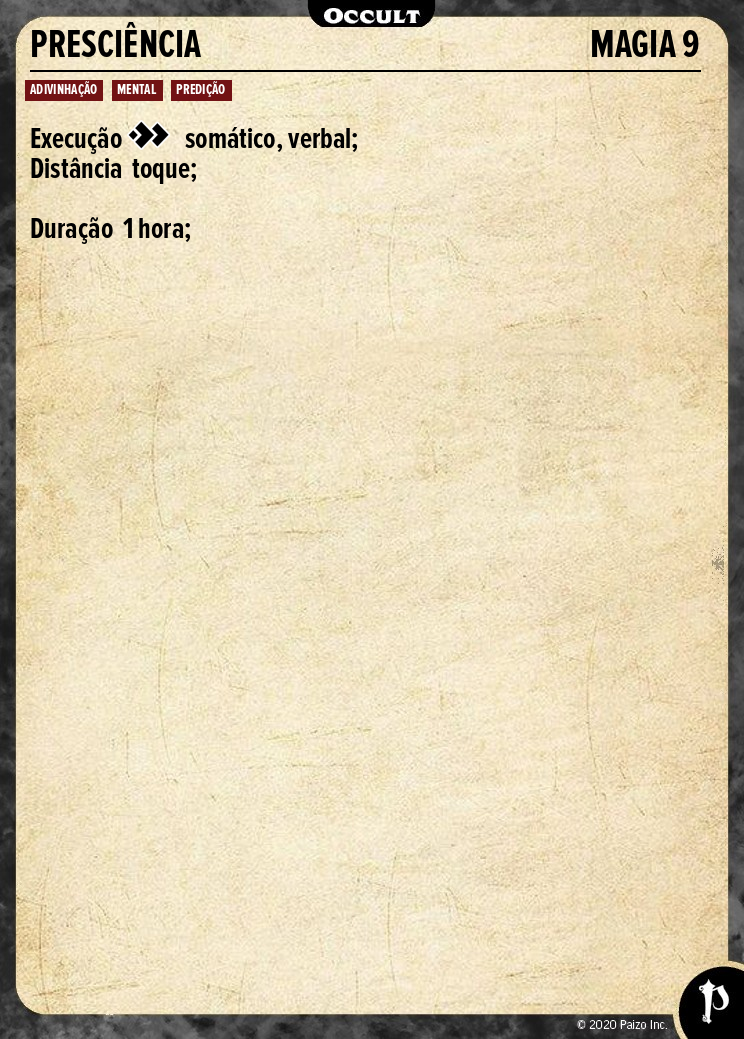 OCCULT
PRESCIÊNCIA MAGIA 9
ADIVINHAÇÃO MENTAL PREDIÇÃO
Execução somático, verbal;
Distância toque;
Duração 1 hora;
© 2020 Paizo Inc.